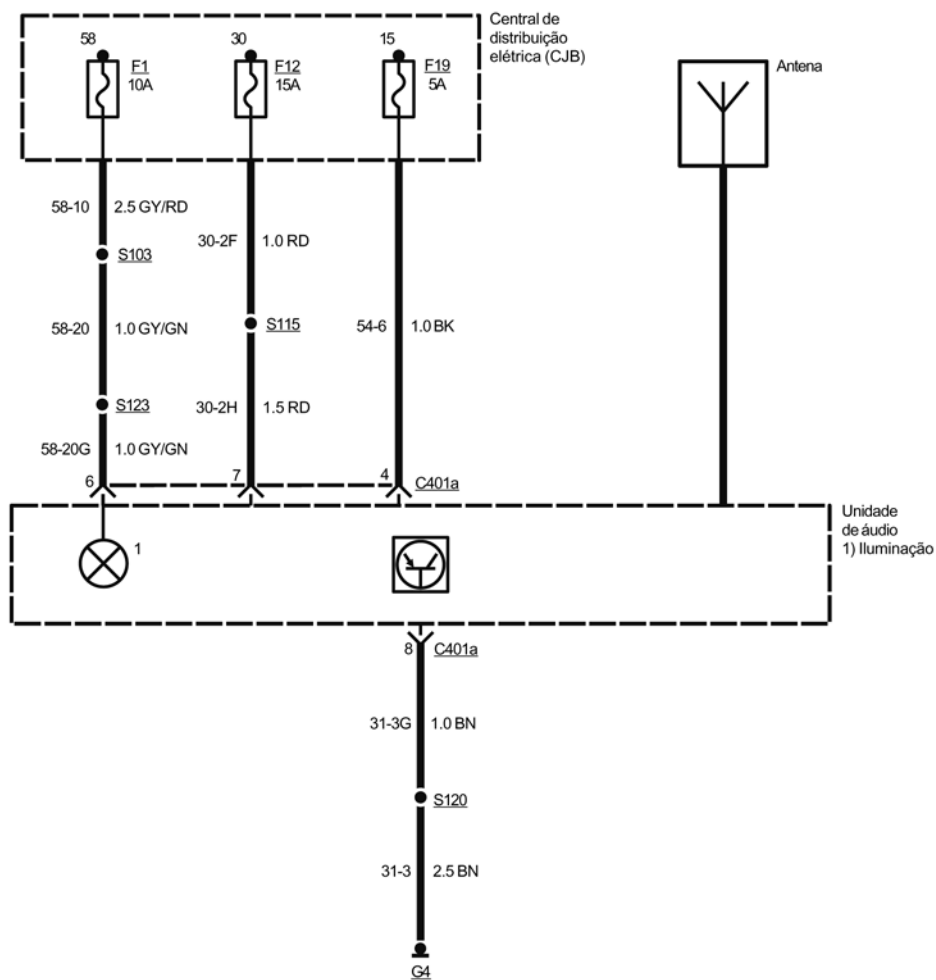 Central de
distribuição
elétrica (CJB)
58
30
15
F1
10A
F12
15A
F19
5A
Antena
58-10
2.5 GY/RD
30-2F
1.0 RD
S103
58-20
1.0 GY/GN
S115
54-6
1.0 BK
S123
30-2H
1.5 RD
58-20G
1.0 GY/GN
6
7
4
C401a
Unidade
de áudio
1) Iluminação
1
8
C401a
31-3G
1.0 BN
S120
31-3
2.5 BN
G4